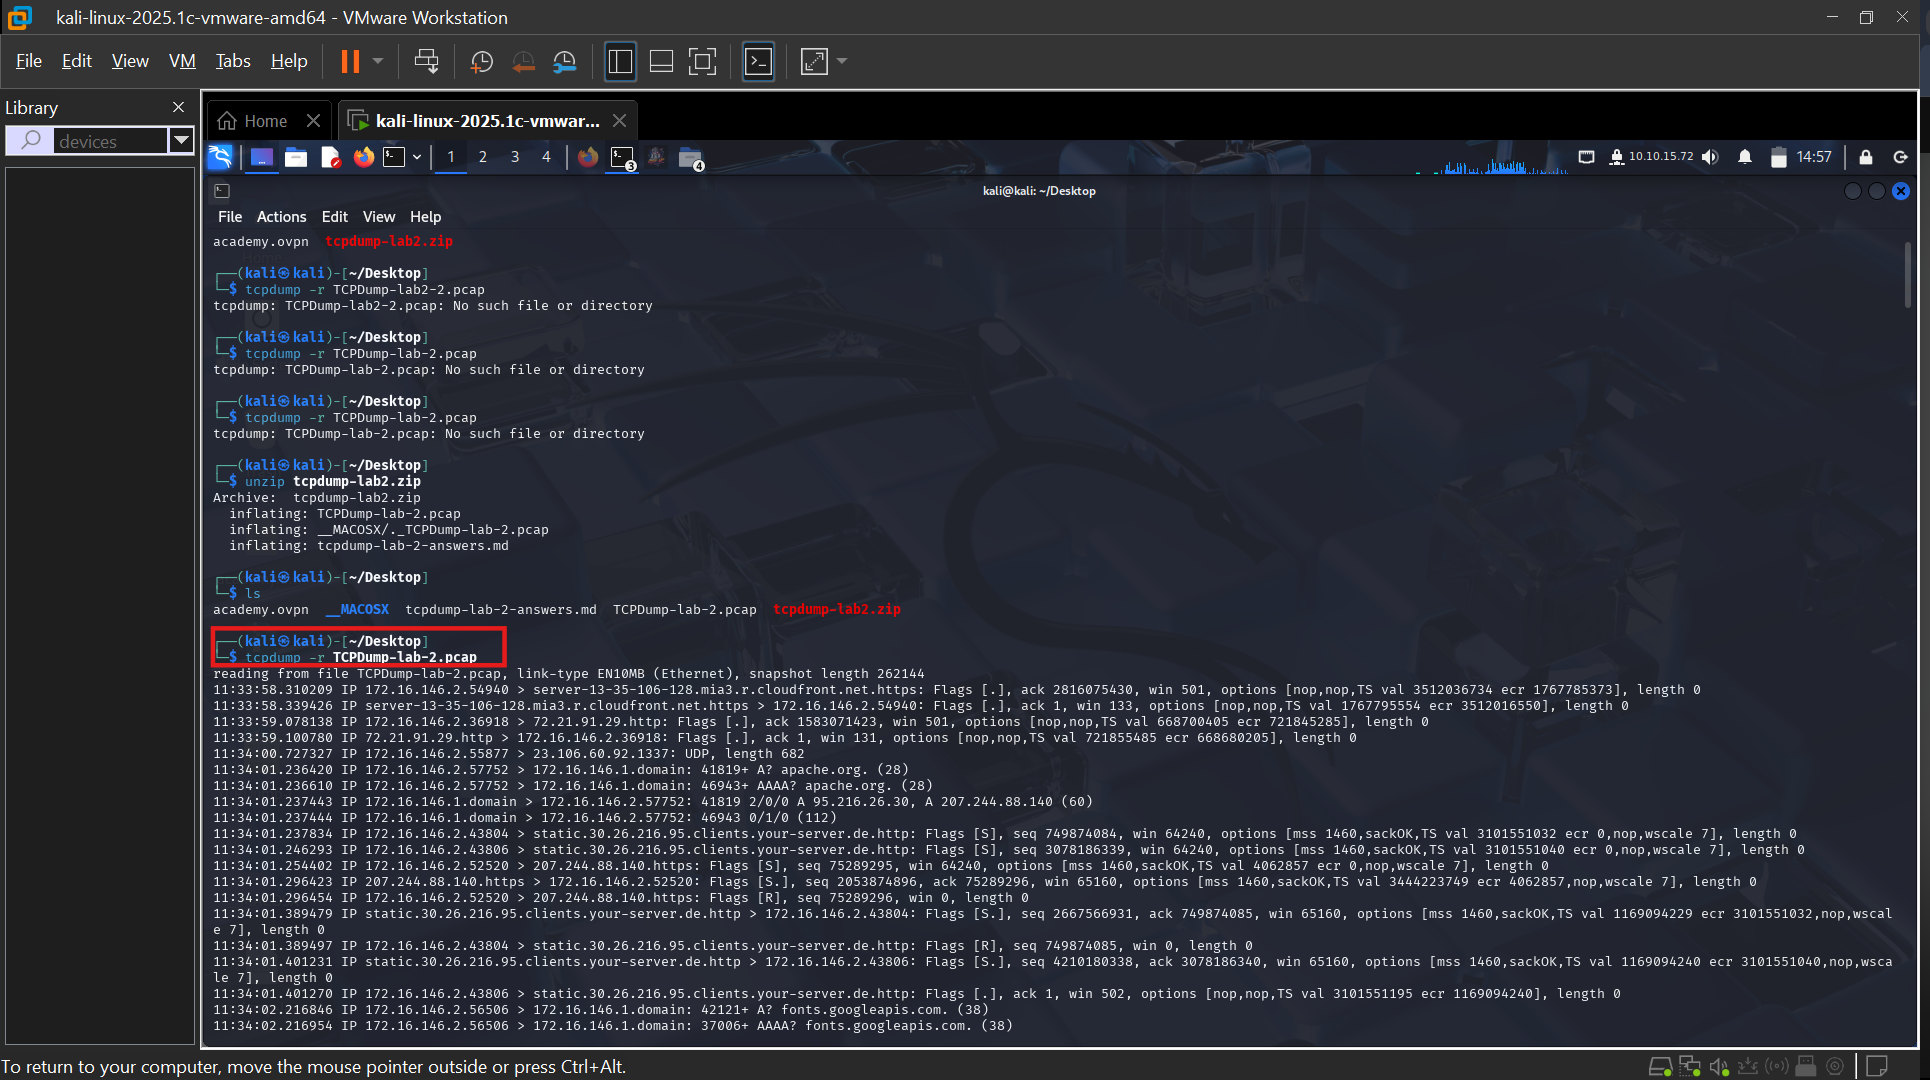 kali-linux-2025.1c-vmware-amd64 - VMware Workstation
File Edit View VM Tabs Help
Library
devices
Home
kali-linux-2025.1c-vmwar...
1 2 3 4 3 4 10.10.15.72 14:57
kali@kali: ~/Desktop
File Actions Edit View Help
academy.ovpn  tcpdump-lab2.zip
┌──(kali㉿kali)-[~/Desktop]
└─$ tcpdump -r TCPDump-lab2-2.pcap
tcpdump: TCPDump-lab2-2.pcap: No such file or directory
┌──(kali㉿kali)-[~/Desktop]
└─$ tcpdump -r TCPDump-lab-2.pcap
tcpdump: TCPDump-lab-2.pcap: No such file or directory
┌──(kali㉿kali)-[~/Desktop]
└─$ tcpdump -r TCPDump-lab-2.pcap
tcpdump: TCPDump-lab-2.pcap: No such file or directory
┌──(kali㉿kali)-[~/Desktop]
└─$ unzip tcpdump-lab2.zip
Archive:  tcpdump-lab2.zip
  inflating: TCPDump-lab-2.pcap
  inflating: __MACOSX/._TCPDump-lab-2.pcap
  inflating: tcpdump-lab-2-answers.md
┌──(kali㉿kali)-[~/Desktop]
└─$ ls
academy.ovpn  __MACOSX  tcpdump-lab-2-answers.md  TCPDump-lab-2.pcap  tcpdump-lab2.zip
┌──(kali㉿kali)-[~/Desktop]
└─$ tcpdump -r TCPDump-lab-2.pcap
reading from file TCPDump-lab-2.pcap, link-type EN10MB (Ethernet), snapshot length 262144
11:33:58.310209 IP 172.16.146.2.54940 > server-13-35-106-128.mia3.r.cloudfront.net.https: Flags [.], ack 2816075430, win 501, options [nop,nop,TS val 3512036734 ecr 1767785373], length 0
11:33:58.339426 IP server-13-35-106-128.mia3.r.cloudfront.net.https > 172.16.146.2.54940: Flags [.], ack 1, win 133, options [nop,nop,TS val 1767795554 ecr 3512016550], length 0
11:33:59.078138 IP 172.16.146.2.36918 > 72.21.91.29.http: Flags [.], ack 1583071423, win 501, options [nop,nop,TS val 668700405 ecr 721845285], length 0
11:33:59.100780 IP 72.21.91.29.http > 172.16.146.2.36918: Flags [.], ack 1, win 131, options [nop,nop,TS val 721855485 ecr 668680205], length 0
11:34:00.727327 IP 172.16.146.2.55877 > 23.106.60.92.1337: UDP, length 682
11:34:01.236420 IP 172.16.146.2.57752 > 172.16.146.1.domain: 41819+ A? apache.org. (28)
11:34:01.236610 IP 172.16.146.2.57752 > 172.16.146.1.domain: 46943+ AAAA? apache.org. (28)
11:34:01.237443 IP 172.16.146.1.domain > 172.16.146.2.57752: 41819 2/0/0 A 95.216.26.30, A 207.244.88.140 (60)
11:34:01.237444 IP 172.16.146.1.domain > 172.16.146.2.57752: 46943 0/1/0 (112)
11:34:01.237834 IP 172.16.146.2.43804 > static.30.26.216.95.clients.your-server.de.http: Flags [S], seq 749874084, win 64240, options [mss 1460,sackOK,TS val 3101551032 ecr 0,nop,wscale 7], length 0
11:34:01.246293 IP 172.16.146.2.43806 > static.30.26.216.95.clients.your-server.de.http: Flags [S], seq 3078186339, win 64240, options [mss 1460,sackOK,TS val 3101551040 ecr 0,nop,wscale 7], length 0
11:34:01.254402 IP 172.16.146.2.52520 > 207.244.88.140.https: Flags [S], seq 75289295, win 64240, options [mss 1460,sackOK,TS val 4062857 ecr 0,nop,wscale 7], length 0
11:34:01.296423 IP 207.244.88.140.https > 172.16.146.2.52520: Flags [S.], seq 2053874896, ack 75289296, win 65160, options [mss 1460,sackOK,TS val 3444223749 ecr 4062857,nop,wscale 7], length 0
11:34:01.296454 IP 172.16.146.2.52520 > 207.244.88.140.https: Flags [R], seq 75289296, win 0, length 0
11:34:01.389479 IP static.30.26.216.95.clients.your-server.de.http > 172.16.146.2.43804: Flags [S.], seq 2667566931, ack 749874085, win 65160, options [mss 1460,sackOK,TS val 1169094229 ecr 3101551032,nop,wscal
e 7], length 0
11:34:01.389497 IP 172.16.146.2.43804 > static.30.26.216.95.clients.your-server.de.http: Flags [R], seq 749874085, win 0, length 0
11:34:01.401231 IP static.30.26.216.95.clients.your-server.de.http > 172.16.146.2.43806: Flags [S.], seq 4210180338, ack 3078186340, win 65160, options [mss 1460,sackOK,TS val 1169094240 ecr 3101551040,nop,wsca
le 7], length 0
11:34:01.401270 IP 172.16.146.2.43806 > static.30.26.216.95.clients.your-server.de.http: Flags [.], ack 1, win 502, options [nop,nop,TS val 3101551195 ecr 1169094240], length 0
11:34:02.216846 IP 172.16.146.2.56506 > 172.16.146.1.domain: 42121+ A? fonts.googleapis.com. (38)
11:34:02.216954 IP 172.16.146.2.56506 > 172.16.146.1.domain: 37006+ AAAA? fonts.googleapis.com. (38)
To return to your computer, move the mouse pointer outside or press Ctrl+Alt.